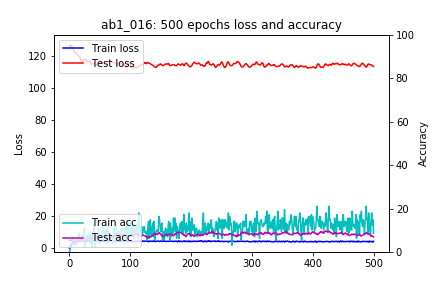 ab1_016: 500 epochs loss and accuracy
Train loss
Test loss
Train acc
Test acc
Loss
Accuracy
120
100
80
60
40
20
0
100
80
60
40
20
0
0
100
200
300
400
500